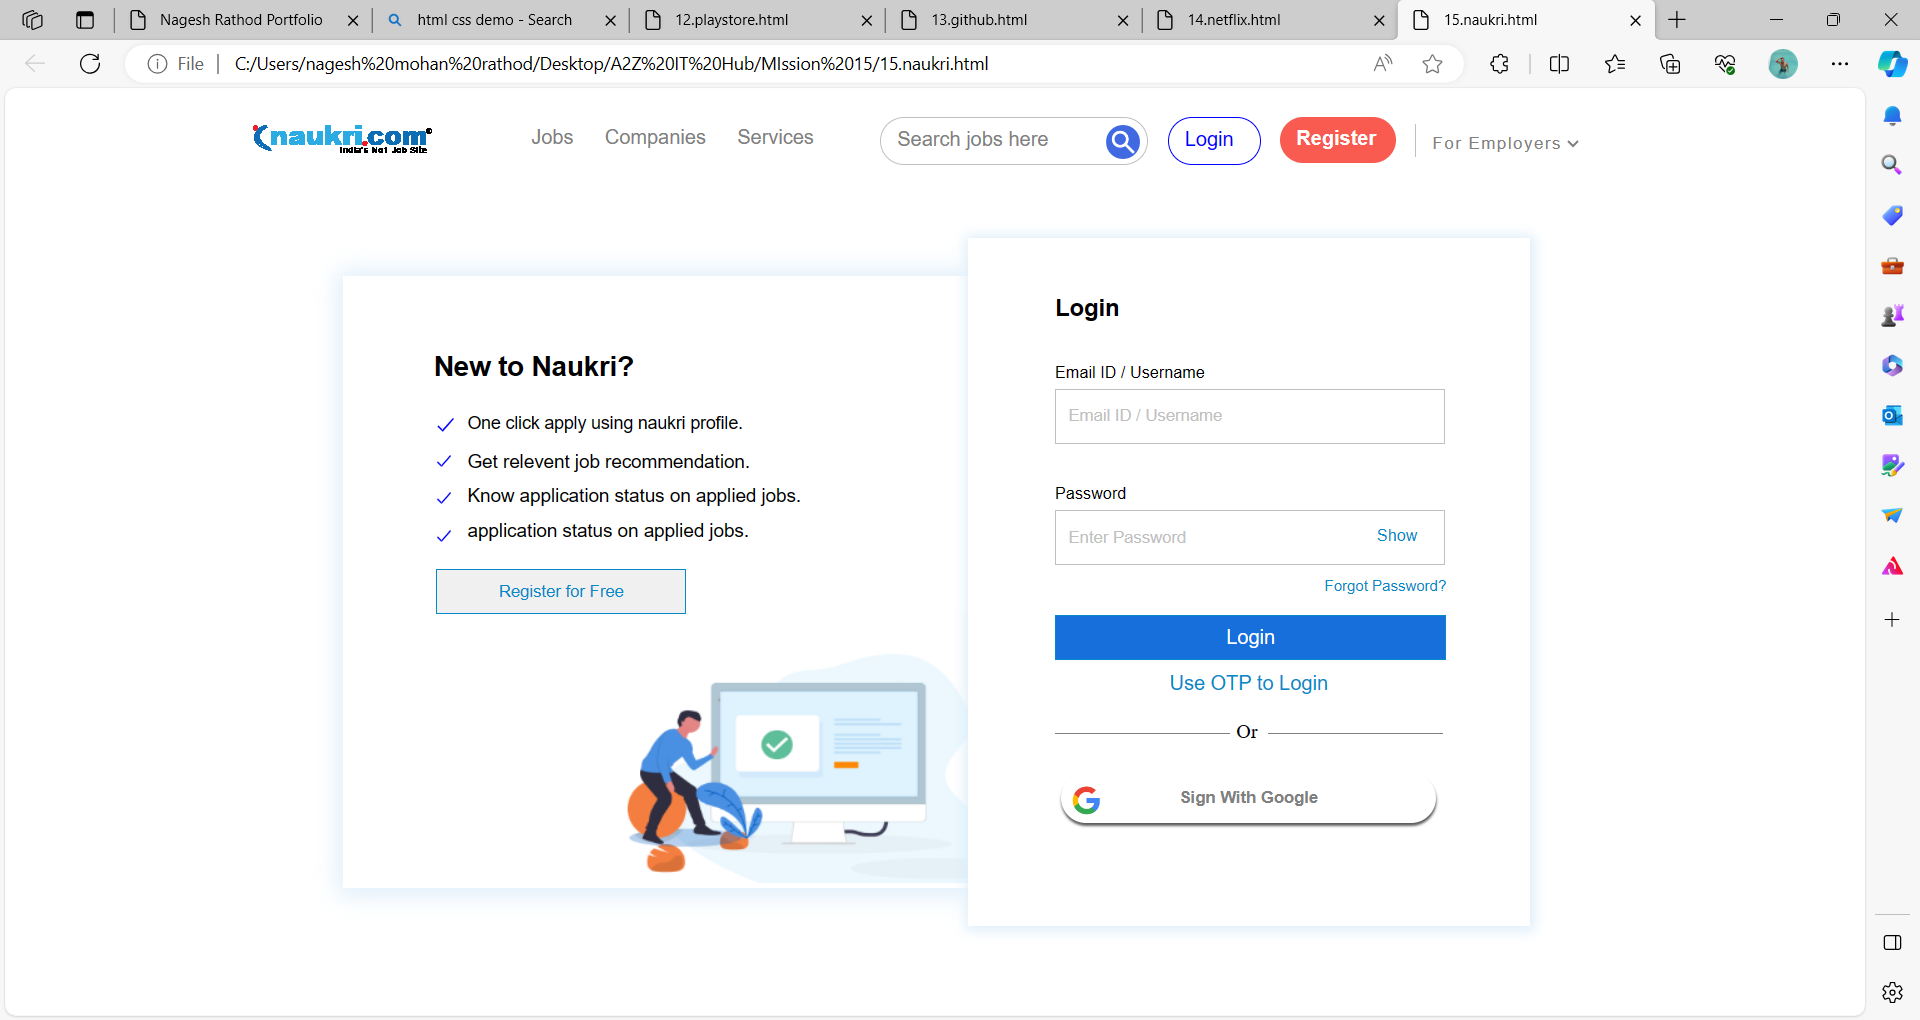 Nagesh Rathod Portfolio
html css demo - Search
12.playstore.html
13.github.html
14.netflix.html
15.naukri.html
File
C:/Users/nagesh%20mohan%20rathod/Desktop/A2Z%20IT%20Hub/MIssion%2015/15.naukri.html
naukri.com
India's No1 Job Site
Jobs Companies Services
Search jobs here
Login
Register
For Employers
New to Naukri?
One click apply using naukri profile.
Get relevent job recommendation.
Know application status on applied jobs.
application status on applied jobs.
Register for Free
Login
Email ID / Username
Email ID / Username
Password
Enter Password Show
Forgot Password?
Login
Use OTP to Login
Or
Sign With Google